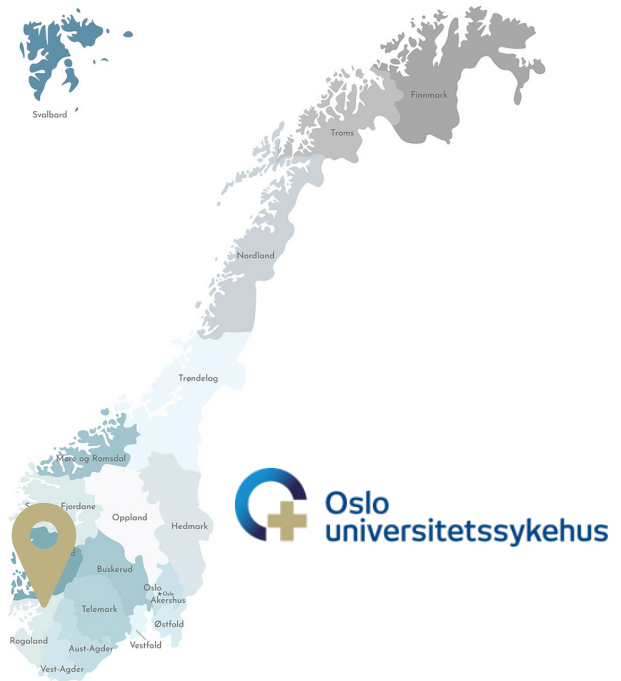 Svalbard
Finnmark
Troms
Nordland
Trøndelag
Møre og Romsdal
Fjordane
Oppland
Hedmark
Oslo
universitetssykehus
Buskerud
Oslo
Oslo
Akershus
Telemark
Østfold
Rogaland
Vestfold
Aust-Agder
Vest-Agder